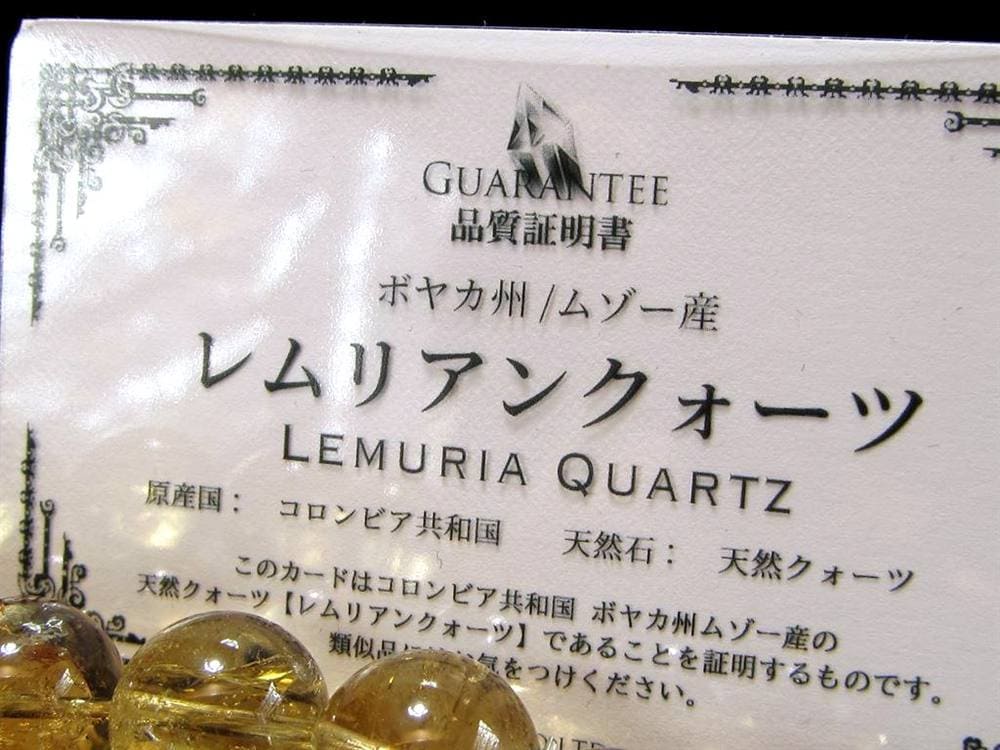 GUARANTEE
品質証明書
ボヤカ州 /ムゾー産
レムリアンクォーツ
LEMURIA QUARTZ
原産国： コロンビア共和国 天然石： 天然クォーツ
このカードはコロンビア共和国 ボヤカ州ムゾー産の
天然クォーツ【レムリアンクォーツ】であることを証明するものです。
類似品 気をつけください。